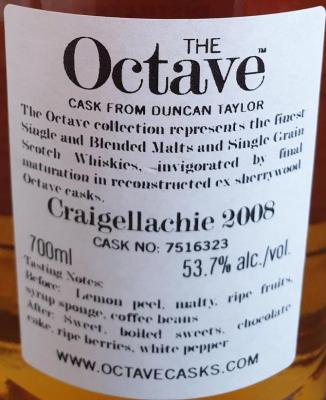 THE
Octave™
CASK FROM DUNCAN TAYLOR
The Octave collection represents the finest
Single and Blended Malts and Single Grain
Scotch Whiskies, invigorated by final
maturation in reconstructed ex sherrywood
Octave casks.
Craigellachie 2008
CASK NO: 7516323
700ml 53.7% alc./vol.
Tasting Notes:
Before: Lemon peel, malty, ripe fruits,
syrup sponge, coffee beans
After: Sweet, boiled sweets, chocolate
cake, ripe berries, white pepper
WWW.OCTAVECASKS.COM